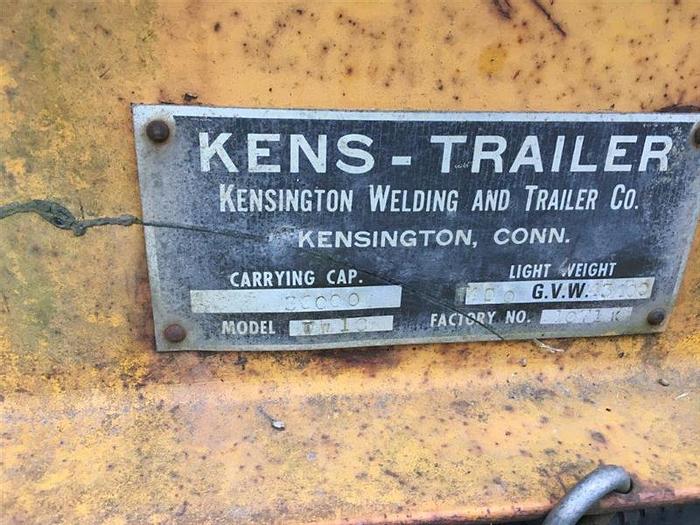 KENS - TRAILER
KENSINGTON WELDING AND TRAILER CO.
KENSINGTON, CONN.
CARRYING CAP.
LIGHT WEIGHT
G.V.W.
MODEL
FACTORY NO.